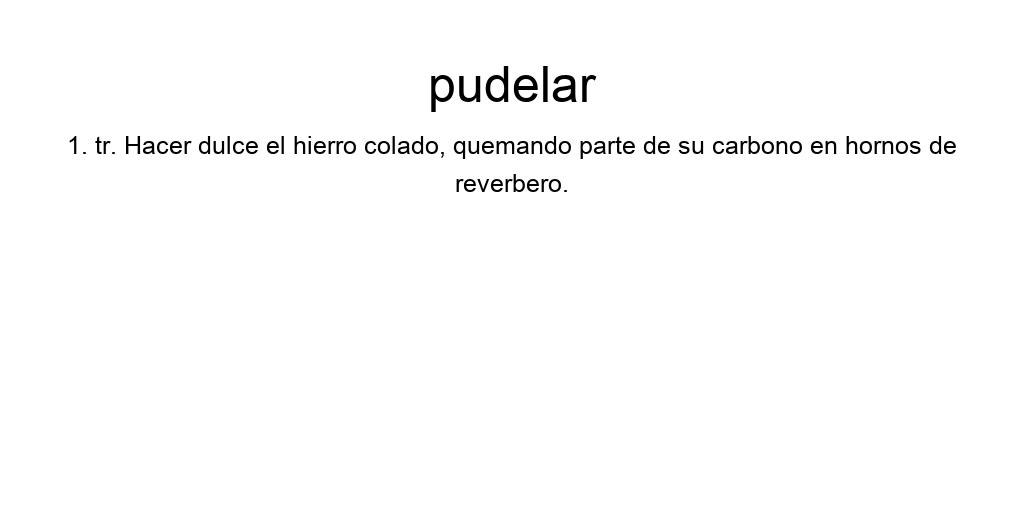 pudelar
1. tr. Hacer dulce el hierro colado, quemando parte de su carbono en hornos de
reverbero.